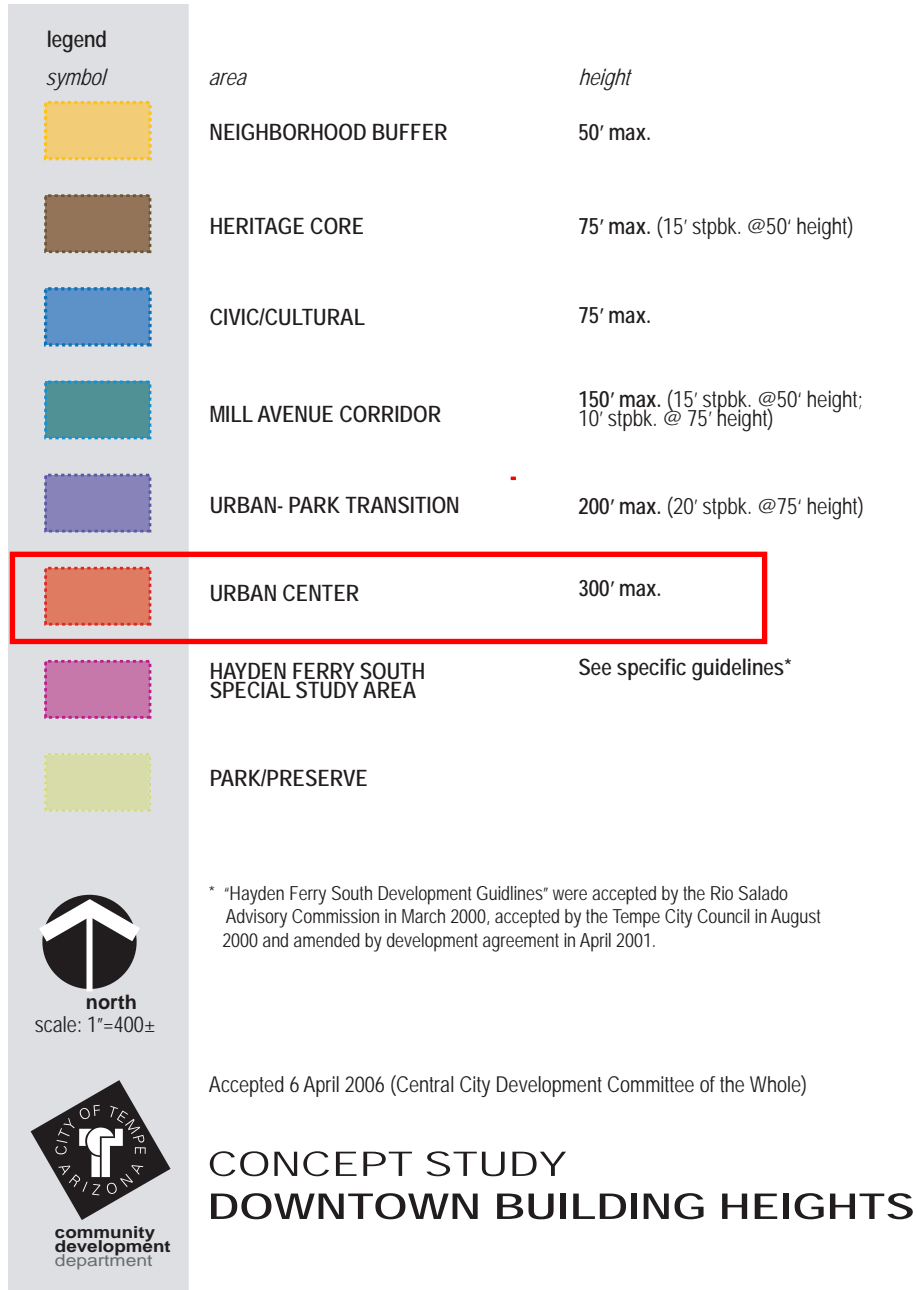 legend
symbol area height
NEIGHBORHOOD BUFFER 50' max.
HERITAGE CORE 75' max. (15' stpbk. @50' height)
CIVIC/CULTURAL 75' max.
MILL AVENUE CORRIDOR 150' max. (15' stpbk. @50' height;
10' stpbk. @ 75' height)
URBAN- PARK TRANSITION 200' max. (20' stpbk. @75' height)
URBAN CENTER 300' max.
HAYDEN FERRY SOUTH See specific guidelines*
SPECIAL STUDY AREA
PARK/PRESERVE
* "Hayden Ferry South Development Guidlines" were accepted by the Rio Salado
Advisory Commission in March 2000, accepted by the Tempe City Council in August
2000 and amended by development agreement in April 2001.
north
scale: 1"=400±
Accepted 6 April 2006 (Central City Development Committee of the Whole)
CITY OF TEMPE
ARIZONA
CONCEPT STUDY
DOWNTOWN BUILDING HEIGHTS
community
development
department